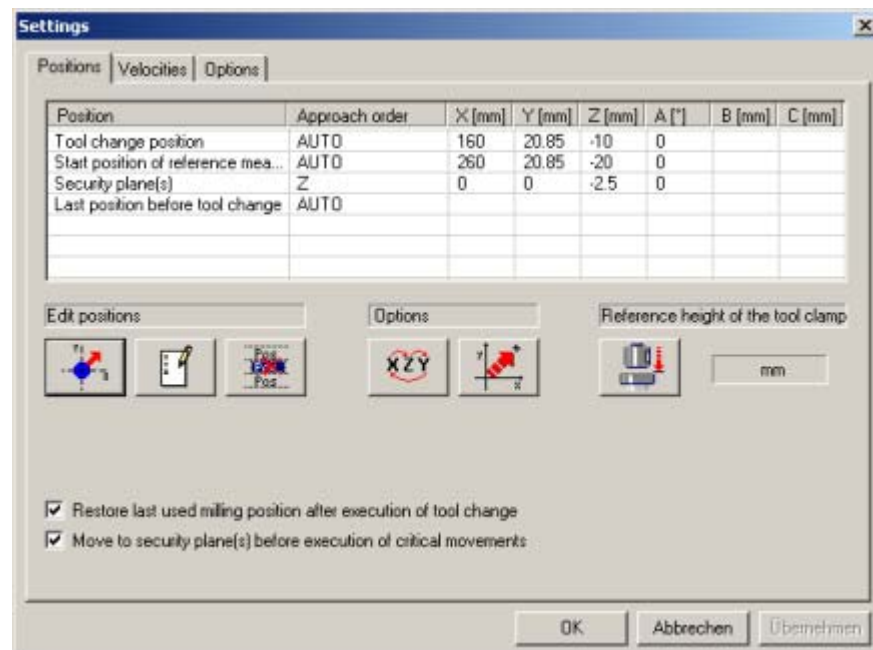 Settings
Positions Velocities Options
Position Approach order X [mm] Y [mm] Z [mm] A [°] B [mm] C [mm]
Tool change position AUTO 160 20.85 -10 0
Start position of reference mea... AUTO 260 20.85 -20 0
Security plane(s) Z 0 0 -2.5 0
Last position before tool change AUTO
Edit positions Options Reference height of the tool clamp
Pos
Pos
XZY
mm
Restore last used milling position after execution of tool change
Move to security plane(s) before execution of critical movements
OK Abbrechen Übernehmen